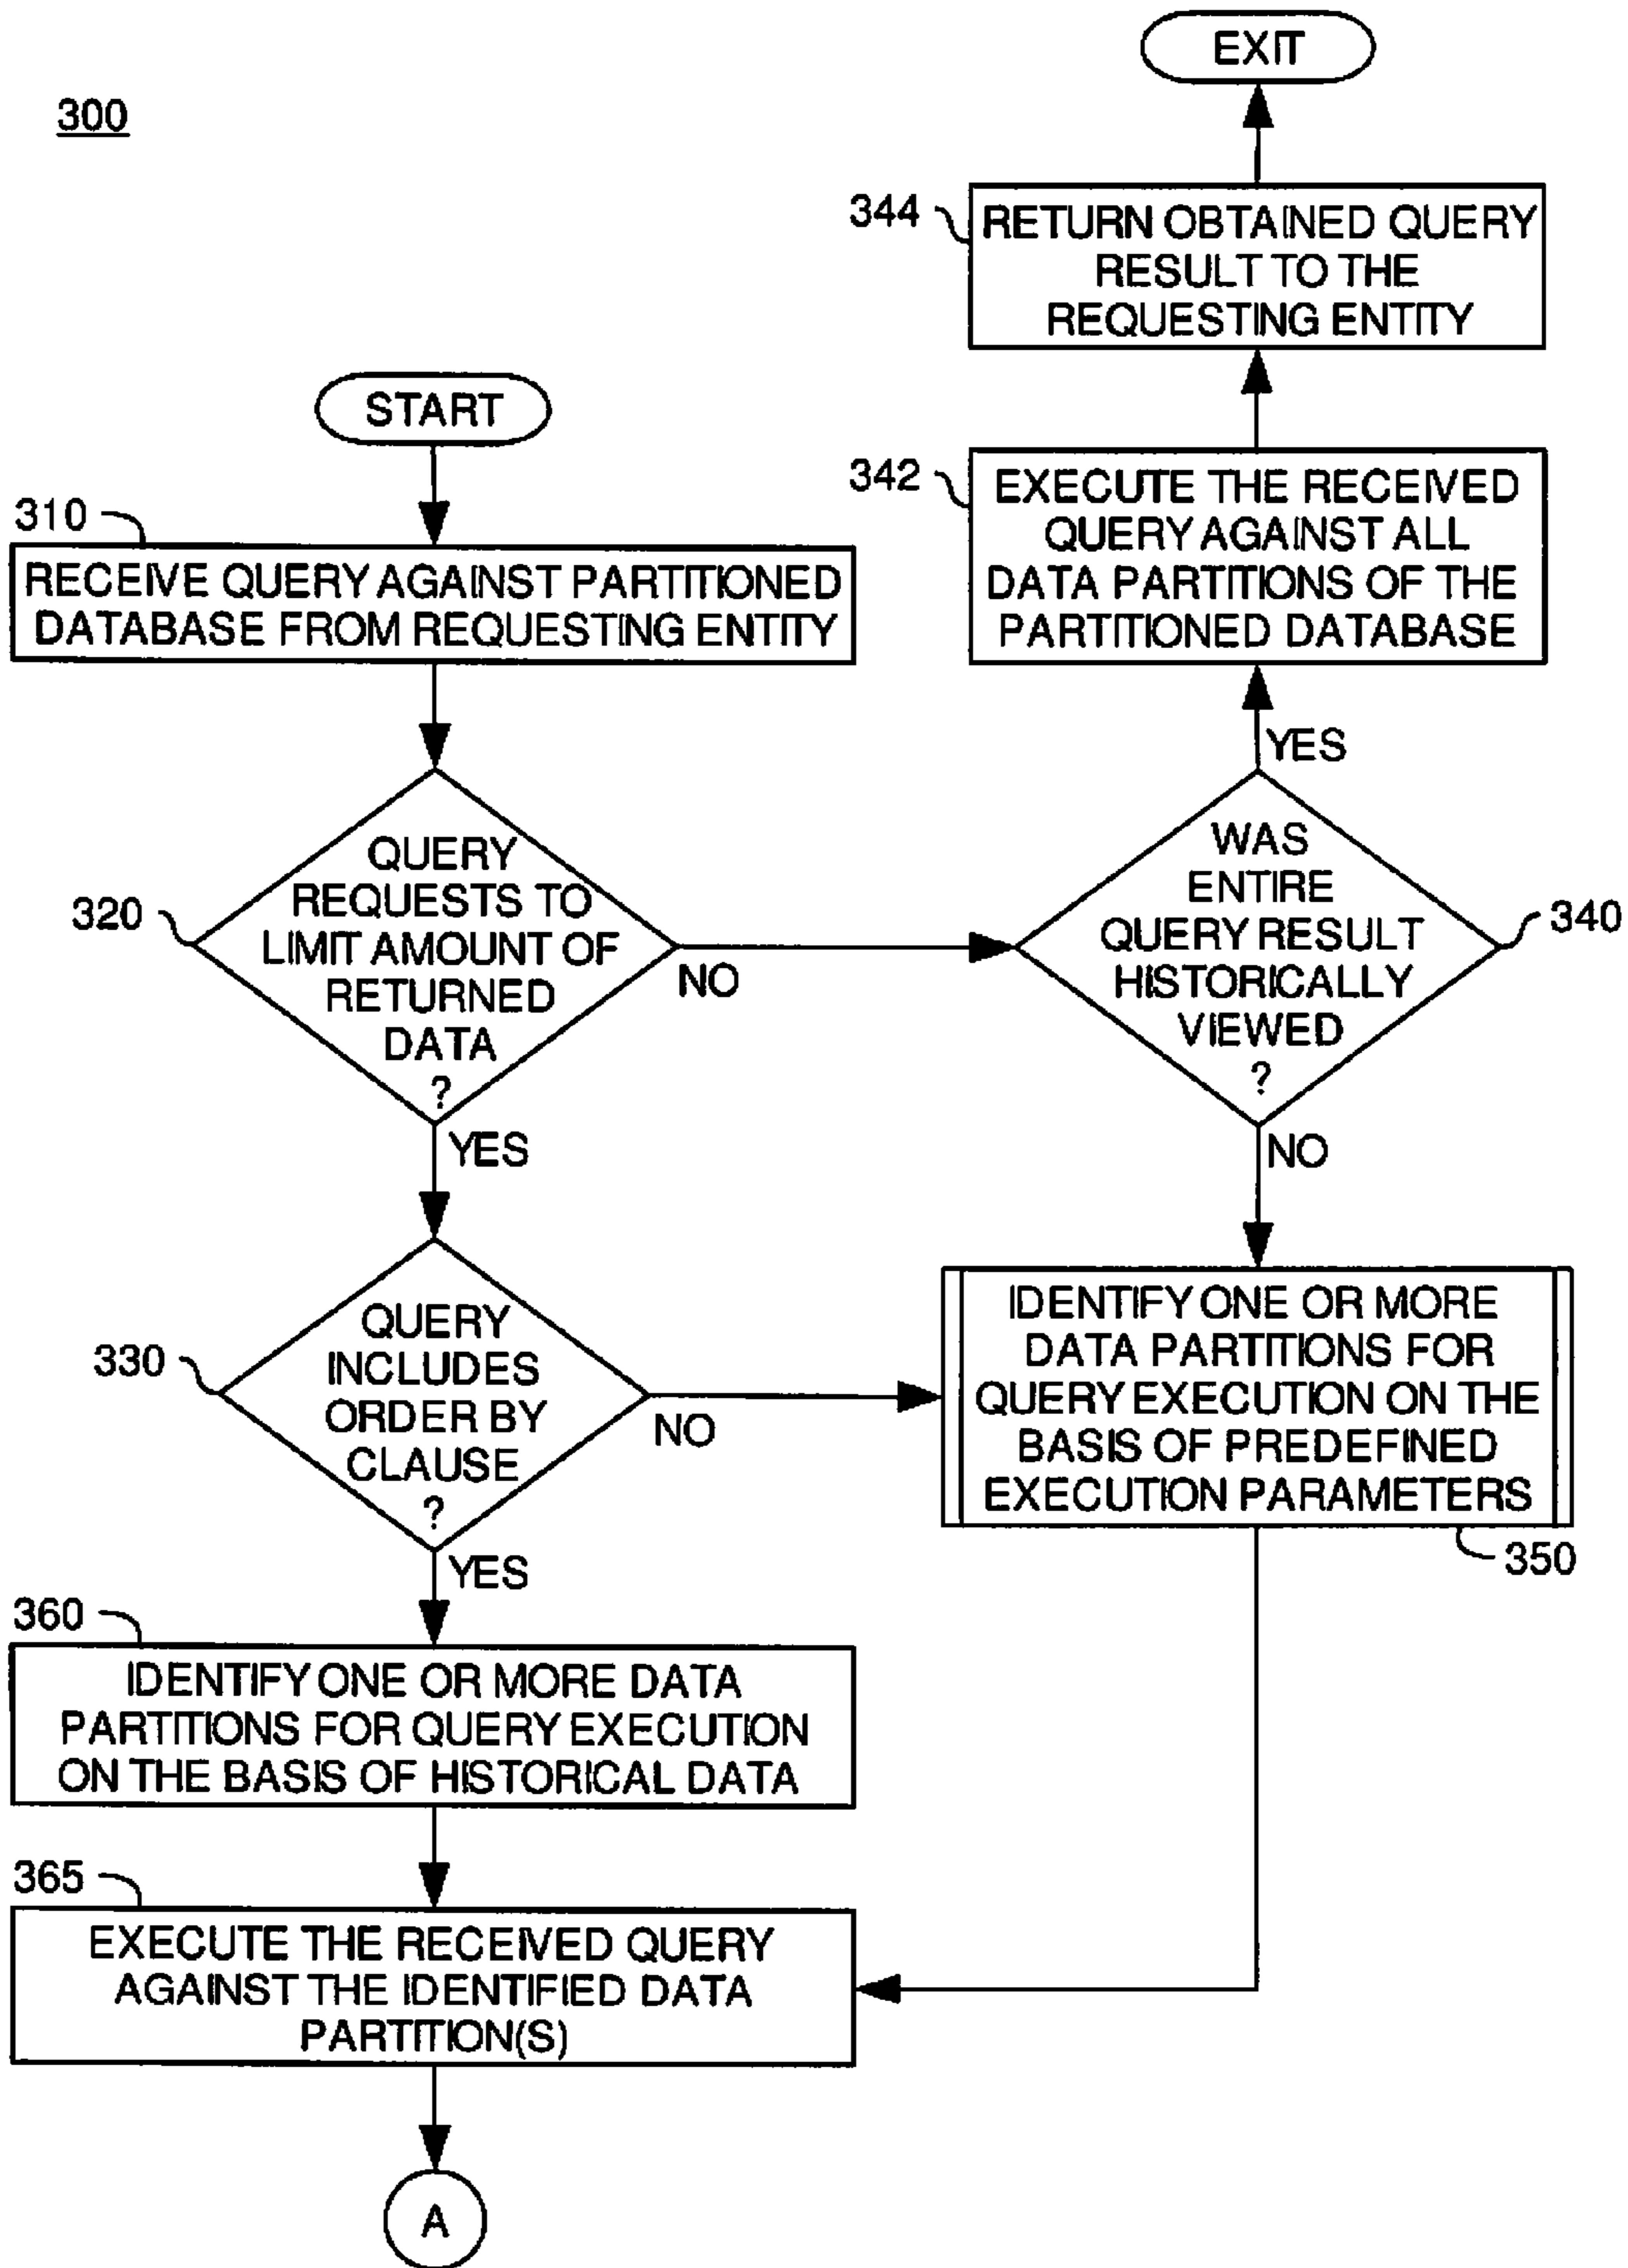 300
EXIT
344
RETURN OBTAINED QUERY
RESULT TO THE
REQUESTING ENTITY
START
342
EXECUTE THE RECEIVED
QUERY AGAINST ALL
DATA PARTITIONS OF THE
PARTITIONED DATABASE
310
RECEIVE QUERY AGAINST PARTITIONED
DATABASE FROM REQUESTING ENTITY
YES
320
QUERY
REQUESTS TO
LIMIT AMOUNT OF
RETURNED
DATA
?
NO
340
WAS
ENTIRE
QUERY RESULT
HISTORICALLY
VIEWED
?
YES
NO
330
QUERY
INCLUDES
ORDER BY
CLAUSE
?
NO
IDENTIFY ONE OR MORE
DATA PARTITIONS FOR
QUERY EXECUTION ON THE
BASIS OF PREDEFINED
EXECUTION PARAMETERS
350
YES
360
IDENTIFY ONE OR MORE DATA
PARTITIONS FOR QUERY EXECUTION
ON THE BASIS OF HISTORICAL DATA
365
EXECUTE THE RECEIVED QUERY
AGAINST THE IDENTIFIED DATA
PARTITION(S)
A